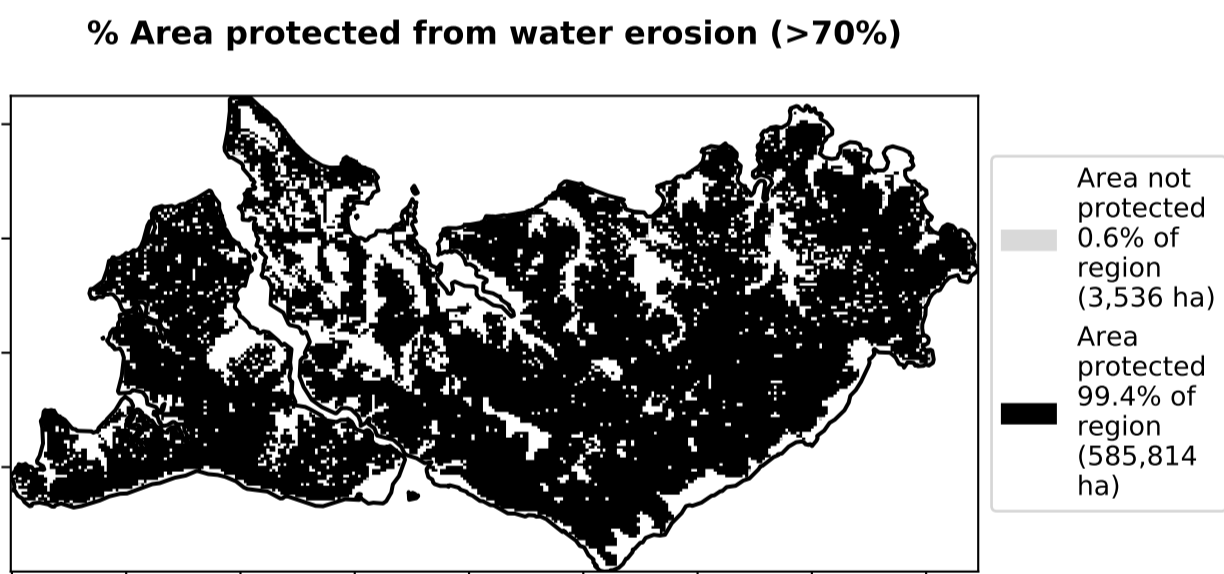 % Area protected from water erosion (>70%)
Area not
protected
0.6% of
region
(3,536 ha)
Area
protected
99.4% of
region
(585,814
ha)